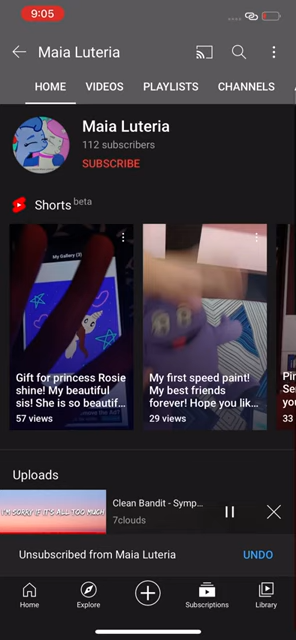 9:05
Maia Luteria
HOME VIDEOS PLAYLISTS CHANNELS
Maia Luteria
112 subscribers
SUBSCRIBE
Shorts beta
My Gallery (3)
Gift for princess Rosie
shine! My beautiful
sis! She is so beautif...
57 views
My first speed paint!
My best friends
forever! Hope you lik...
29 views
33
Uploads
I'M SORRY IF IT'S ALL TOO MUCH
Clean Bandit - Symp...
7clouds
Unsubscribed from Maia Luteria
UNDO
Home Explore Subscriptions Library